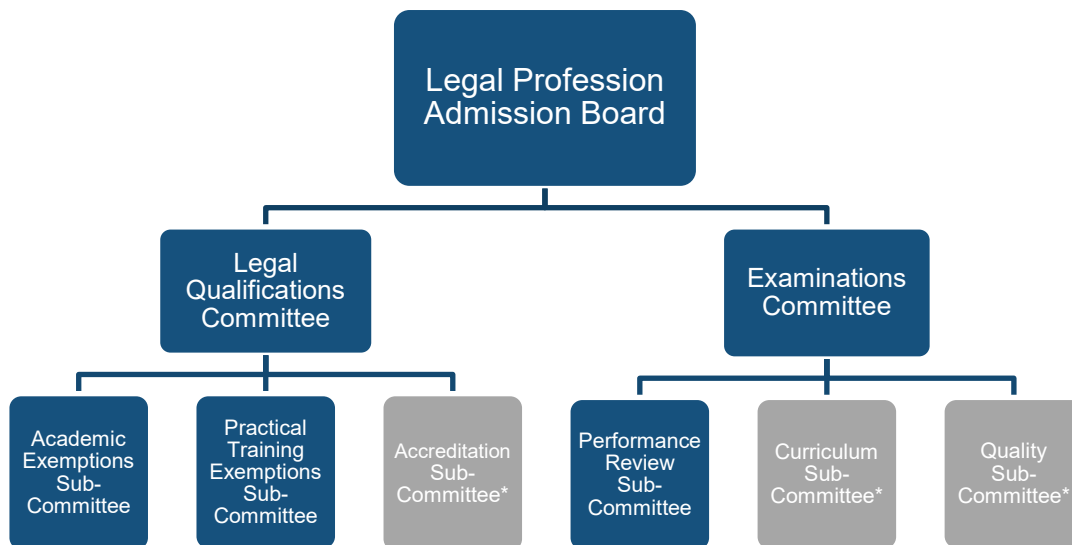 Legal Profession
Admission Board
Legal
Qualifications
Committee
Examinations
Committee
Academic
Exemptions
Sub-
Committee
Practical
Training
Exemptions
Sub-
Committee
Accreditation
Sub-
Committee*
Performance
Review
Sub-
Committee
Curriculum
Sub-
Committee*
Quality
Sub-
Committee*